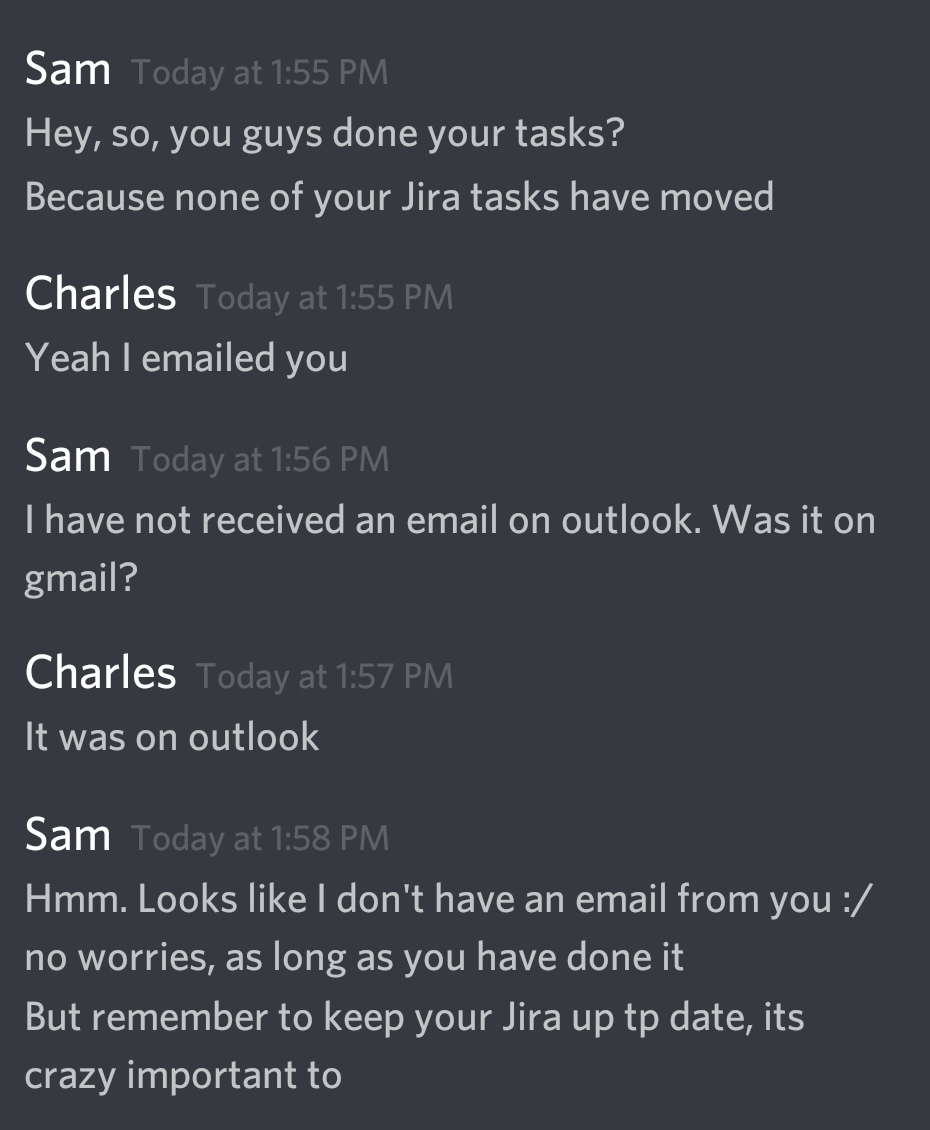 Sam Today at 1:55 PM
Hey, so, you guys done your tasks?
Because none of your Jira tasks have moved
Charles Today at 1:55 PM
Yeah I emailed you
Sam Today at 1:56 PM
I have not received an email on outlook. Was it on
gmail?
Charles Today at 1:57 PM
It was on outlook
Sam Today at 1:58 PM
Hmm. Looks like I don't have an email from you :/
no worries, as long as you have done it
But remember to keep your Jira up tp date, its
crazy important to